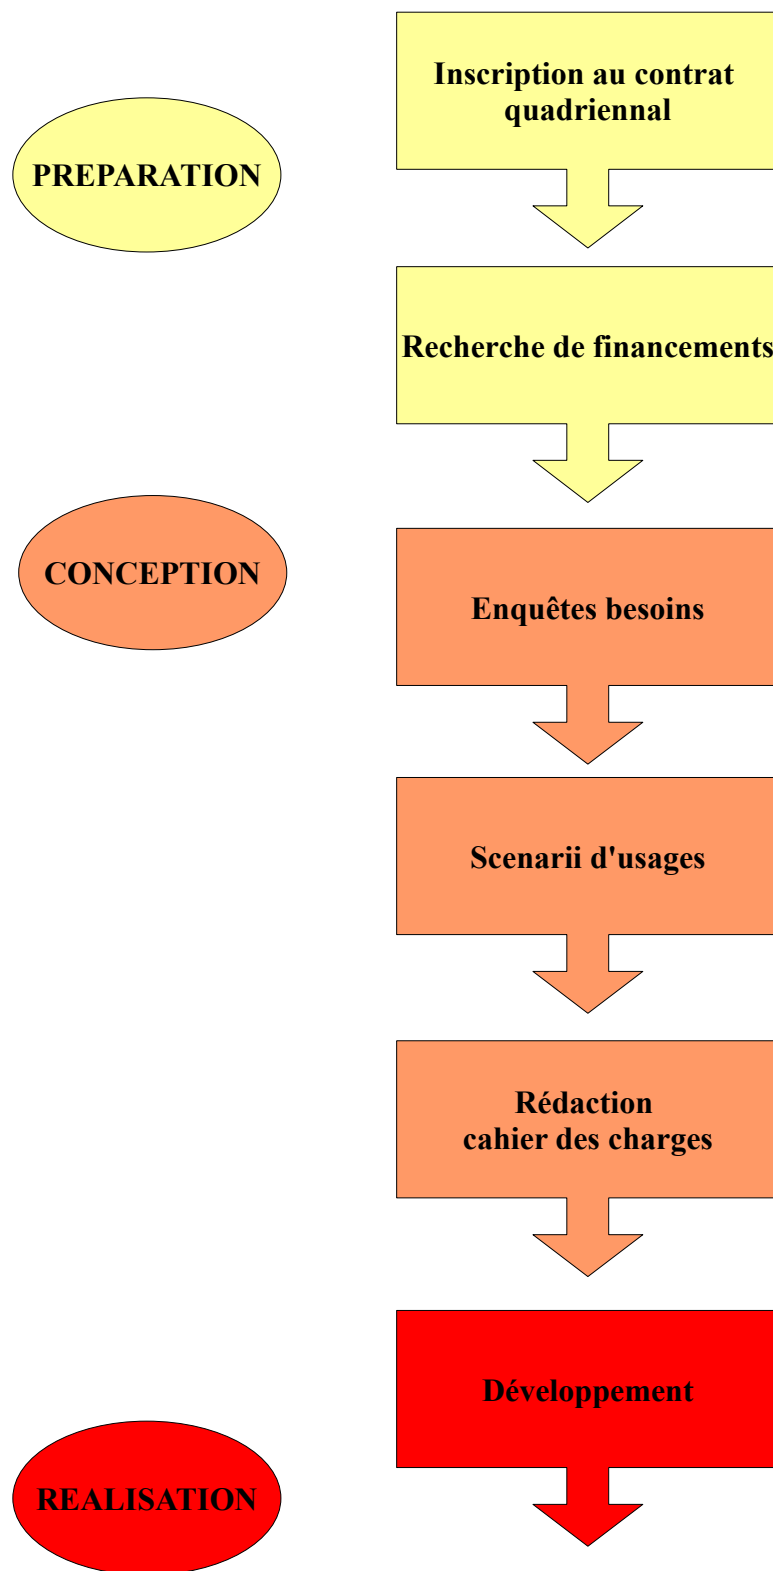 Inscription au contrat
quadriennal
PREPARATION
Recherche de financements
CONCEPTION
Enquêtes besoins
Scenarii d'usages
Rédaction
cahier des charges
Développement
REALISATION